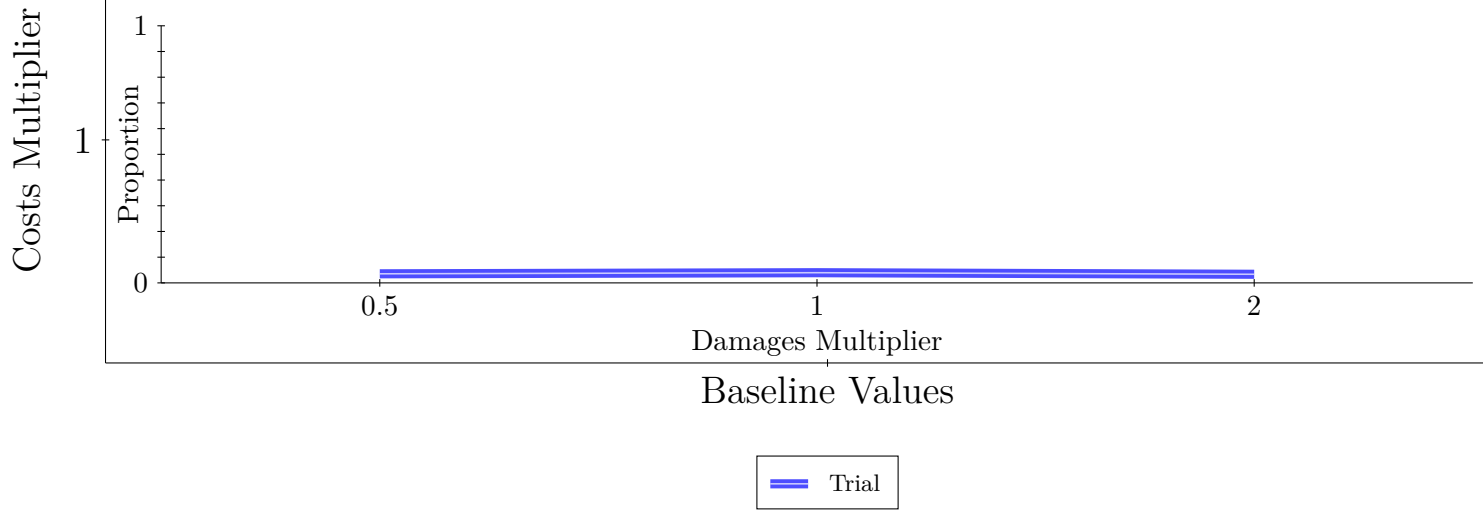 Costs Multiplier
1
Proportion
1
0
0.5 1 2
Damages Multiplier
Baseline Values
Trial